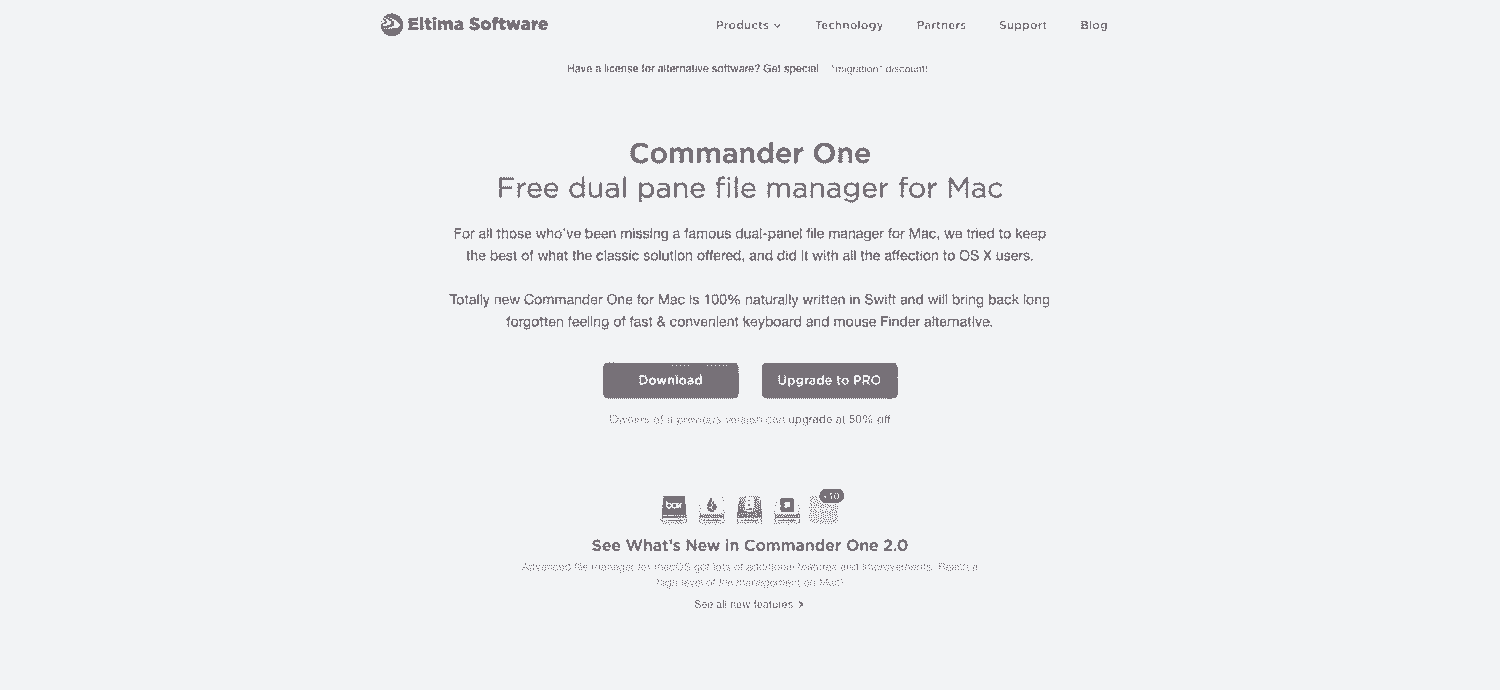 Eltima Software
Products Technology Partners Support Blog
Have a license for alternative software? Get special "migration" discount!
Commander One
Free dual pane file manager for Mac
For all those who've been missing a famous dual-panel file manager for Mac, we tried to keep
the best of what the classic solution offered, and did it with all the affection to OS X users.
Totally new Commander One for Mac is 100% naturally written in Swift and will bring back long
forgotten feeling of fast & convenient keyboard and mouse Finder alternative.
Download Upgrade to PRO
Owners of a previous version can upgrade at 50% off
box +10
See What's New in Commander One 2.0
Advanced file manager for macOS got lots of additional features and improvements. Reach a
high level of file management on Mac!
See all new features